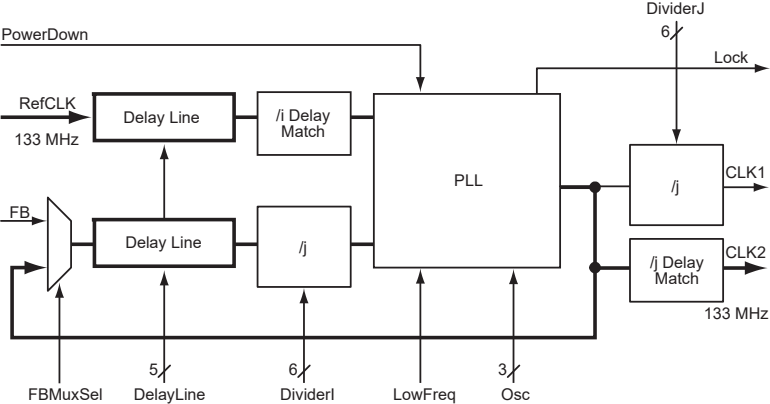 DividerJ
6
PowerDown
Lock
RefCLK
133 MHz
Delay Line
/i Delay
Match
PLL
/j
CLK1
FB
Delay Line
/j
/j Delay
Match
CLK2
133 MHz
5
6
3
FBMuxSel
DelayLine
DividerI
LowFreq
Osc